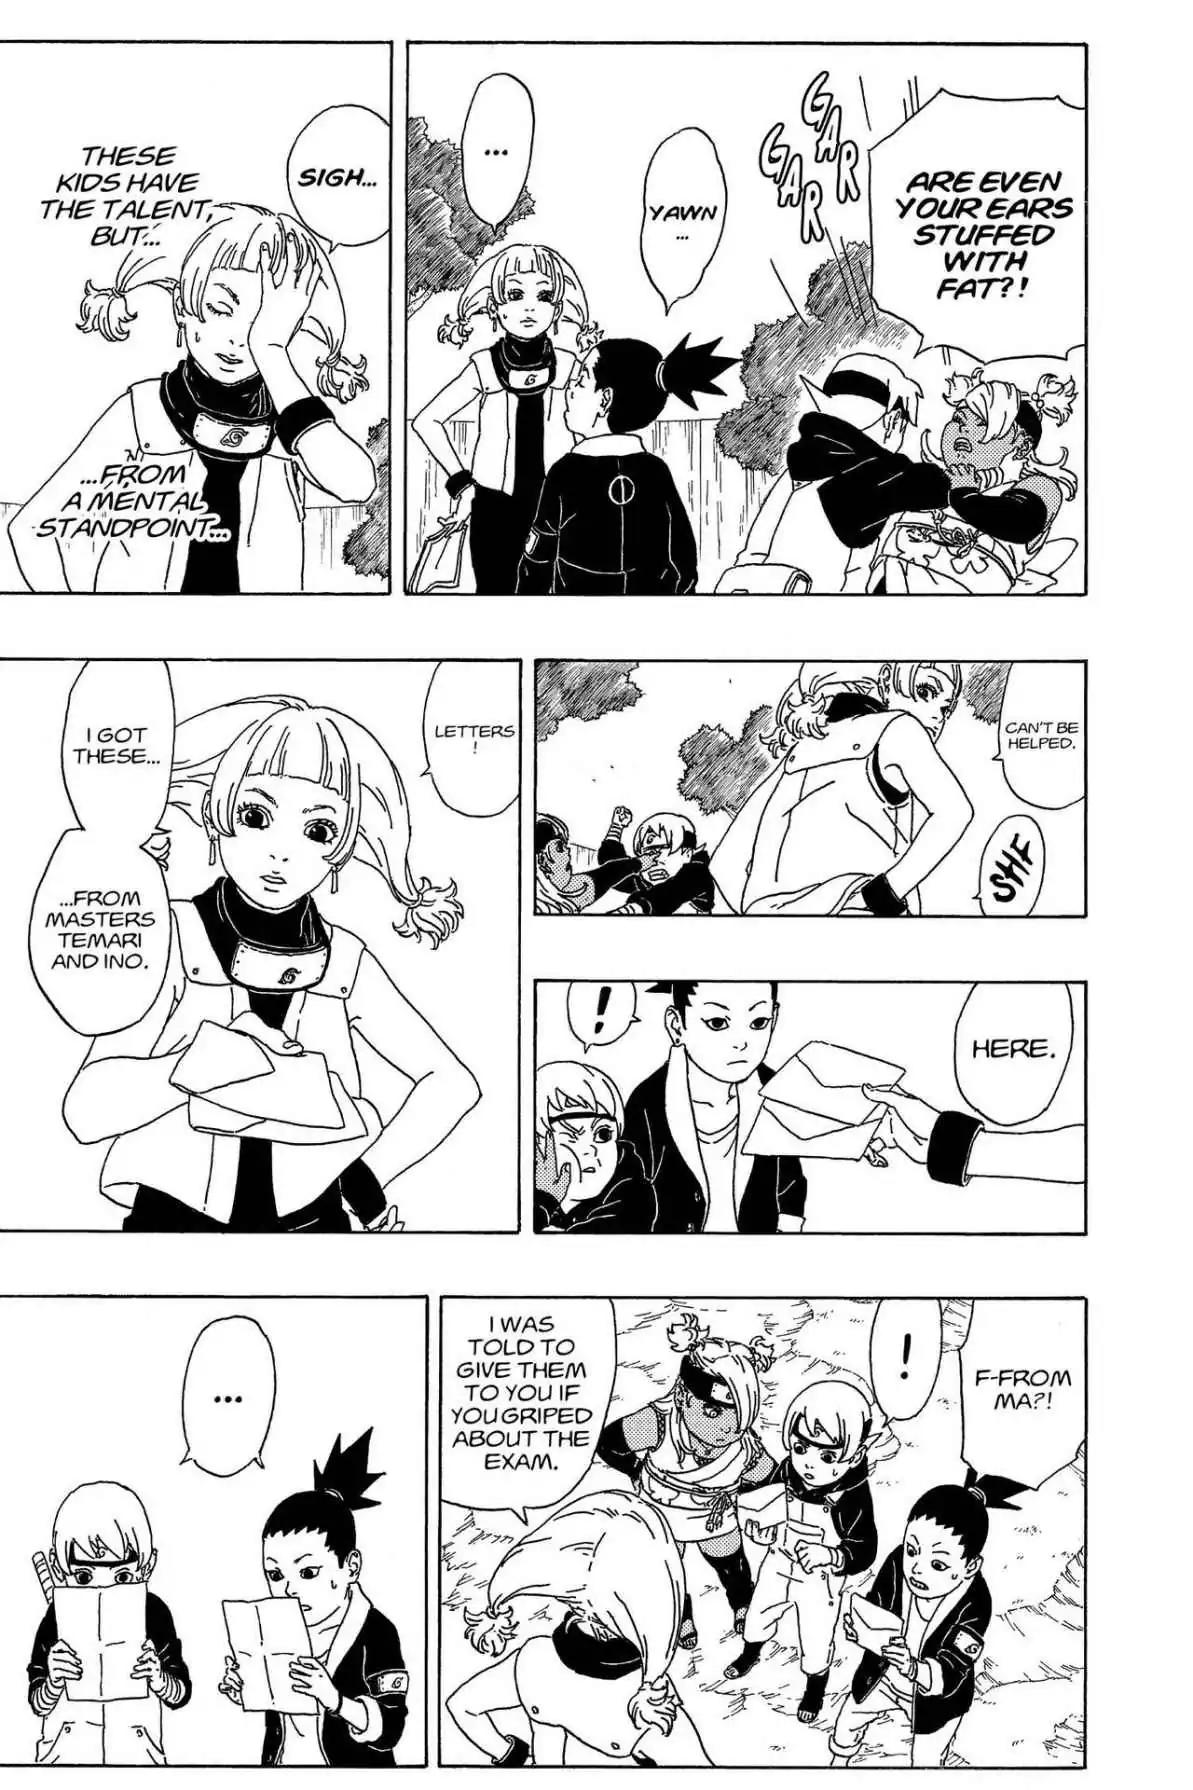 ARE EVEN
YOUR EARS
STUFFED
WITH
FAT?!
GAR
GAR
YAWN
...
...
SIGH...
THESE
KIDS HAVE
THE TALENT,
BUT...
...FROM
A MENTAL
STANDPOINT...
CAN'T BE
HELPED.
SHF
HERE.
!
LETTERS
!
I GOT
THESE...
...FROM
MASTERS
TEMARI
AND INO.
F-FROM
MA?!
!
I WAS
TOLD TO
GIVE THEM
TO YOU IF
YOU GRIPED
ABOUT THE
EXAM.
...